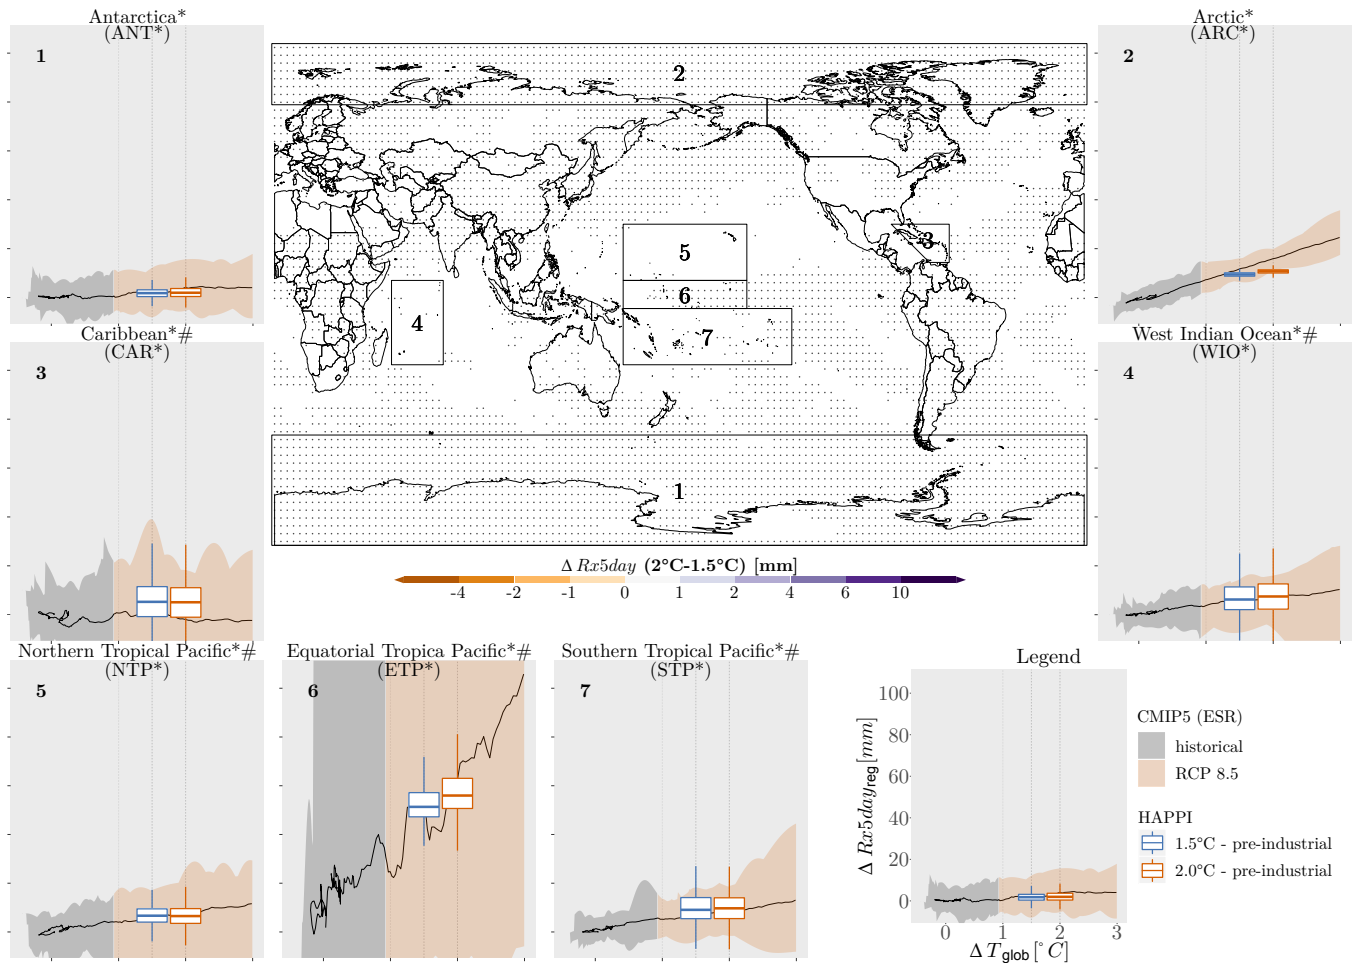 Antarctica*
(ANT*)
1
Arctic*
(ARC*)
2
2
3
5
6
4
7
1
Caribbean*#
(CAR*)
3
West Indian Ocean*#
(WIO*)
4
Δ Rx5day (2°C-1.5°C) [mm]
-4 -2 -1 0 1 2 4 6 10
Northern Tropical Pacific*#
(NTP*)
5
Equatorial Tropica Pacific*#
(ETP*)
6
Southern Tropical Pacific*#
(STP*)
7
Legend
Δ Rx5day reg [mm]
100
80
60
40
20
0
0 1 2 3
Δ T glob [°C]
CMIP5 (ESR)
historical
RCP 8.5
HAPPI
1.5°C - pre-industrial
2.0°C - pre-industrial